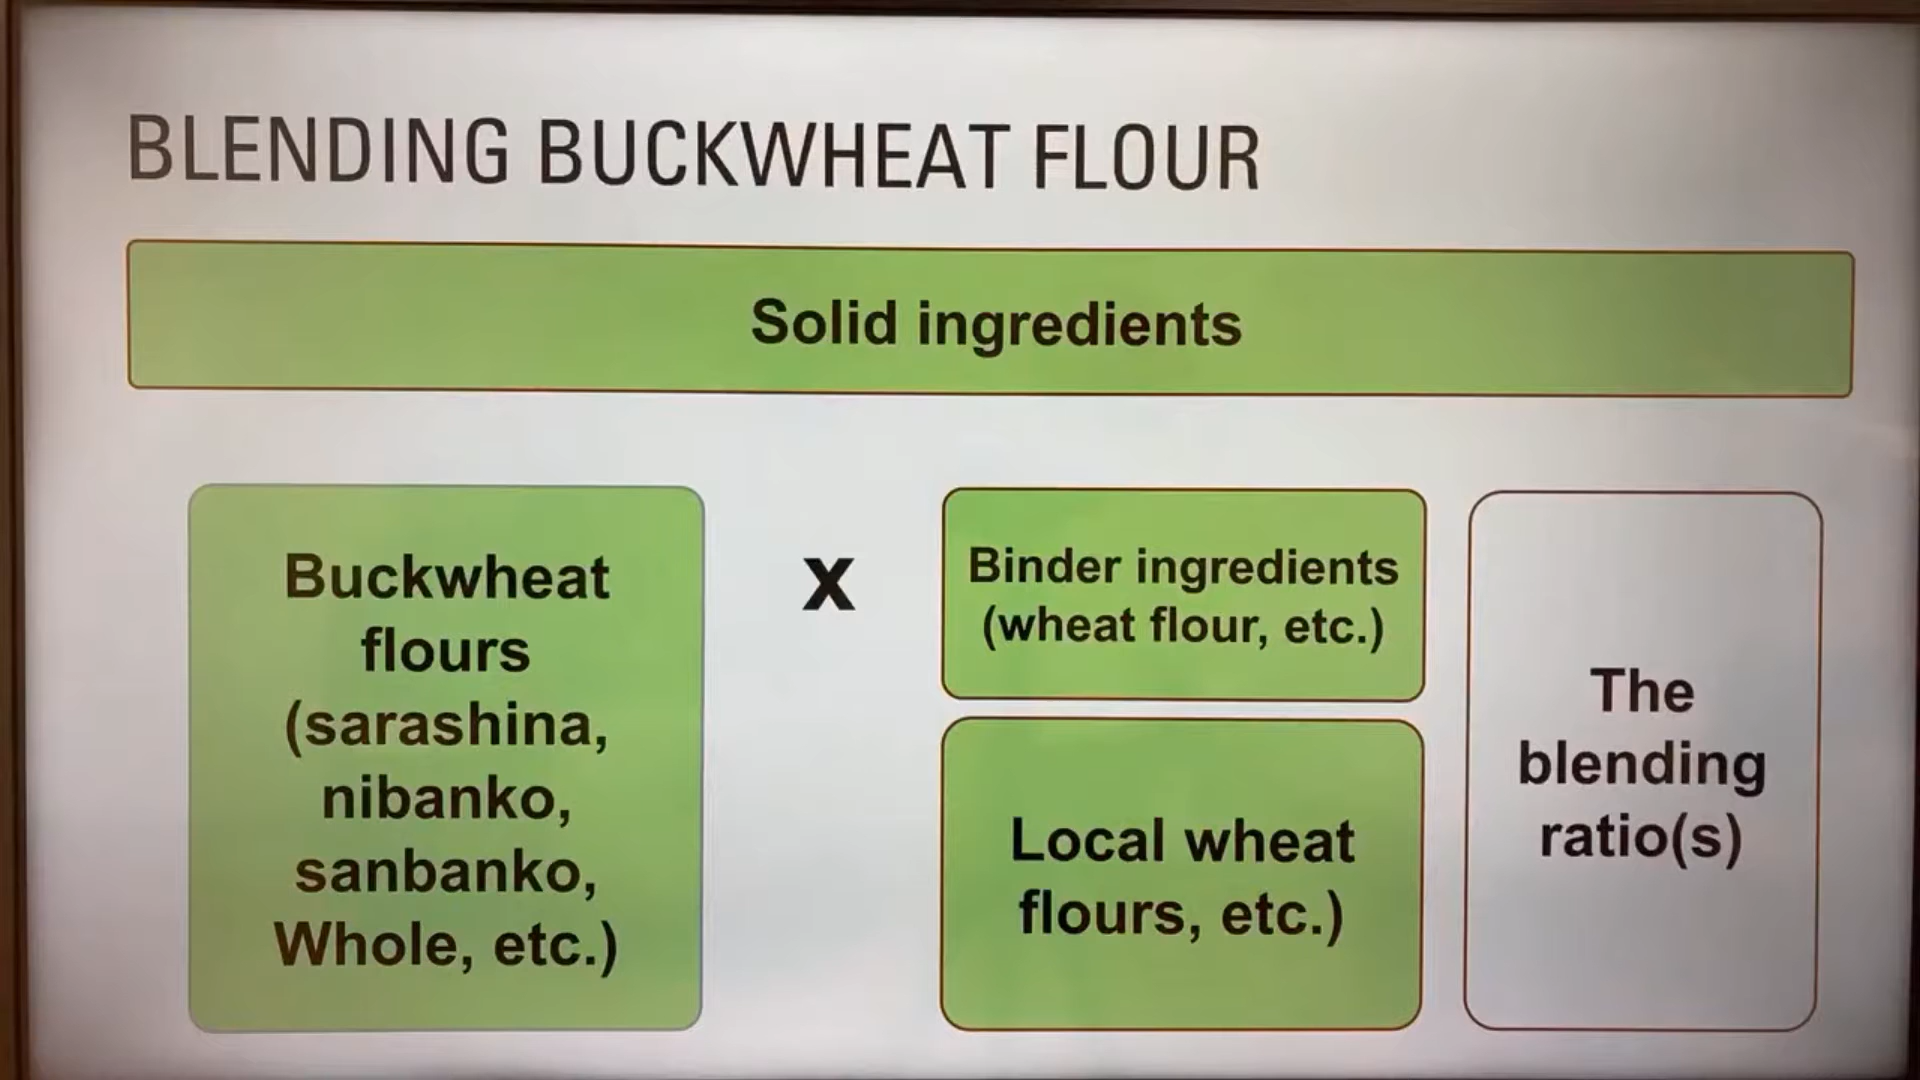 BLENDING BUCKWHEAT FLOUR
Solid ingredients
Buckwheat
flours
(sarashina,
nibanko,
sanbanko,
Whole, etc.)
X
Binder ingredients
(wheat flour, etc.)
Local wheat
flours, etc.)
The
blending
ratio(s)